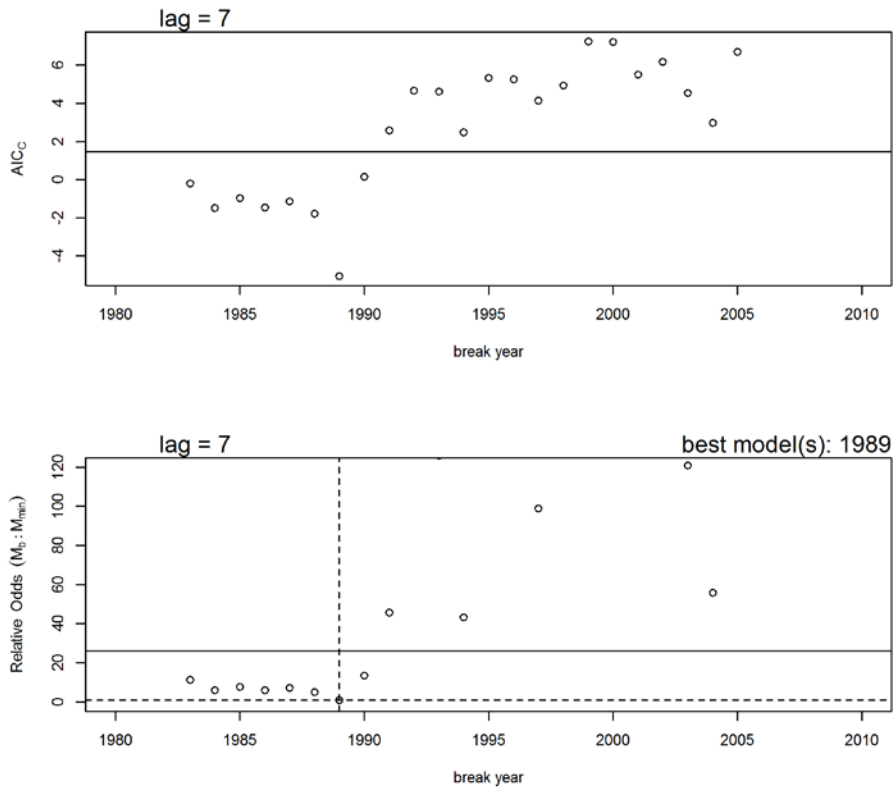 lag = 7
AICC
6
4
2
0
-2
-4
1980 1985 1990 1995 2000 2005 2010
break year
lag = 7 best model(s): 1989
Relative Odds (Mb : Mmin)
120
100
80
60
40
20
0
1980 1985 1990 1995 2000 2005 2010
break year